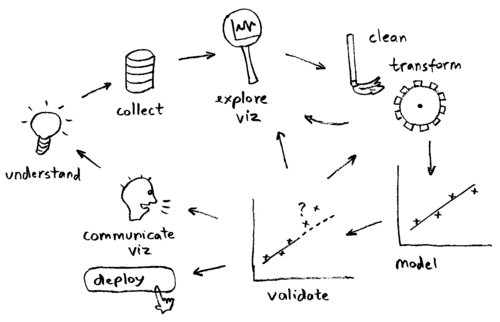 clean
transform
collect
explore
viz
understand
?
communicate
viz
model
deploy
validate